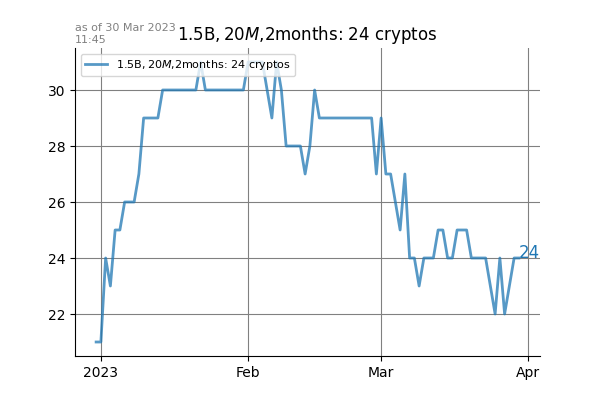 as of 30 Mar 2023
11:45
1.5B, 20M,2months: 24 cryptos
1.5B, 20M,2months: 24 cryptos
30
28
26
24
22
24
2023
Feb
Mar
Apr